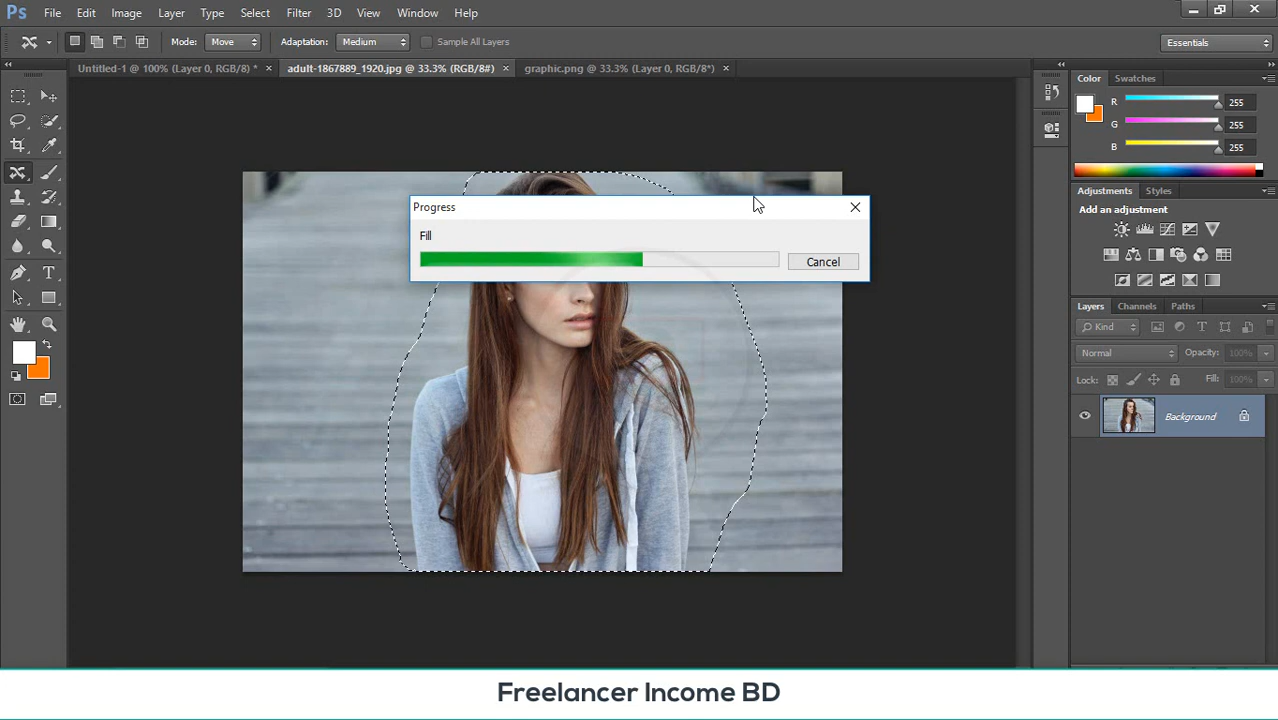 Ps File Edit Image Layer Type Select Filter 3D View Window Help
Mode: Move Adaptation: Medium Sample All Layers Essentials
Untitled-1 @ 100% (Layer 0, RGB/8) * × adult-1867889_1920.jpg @ 33.3% (RGB/8#) × graphic.png @ 33.3% (Layer 0, RGB/8*) ×
Color Swatches
R 255
G 255
B 255
Adjustments Styles
Add an adjustment
Progress
Fill
Cancel
Layers Channels Paths
Kind
Normal Opacity: 100%
Lock: Fill: 100%
Background
Freelancer Income BD